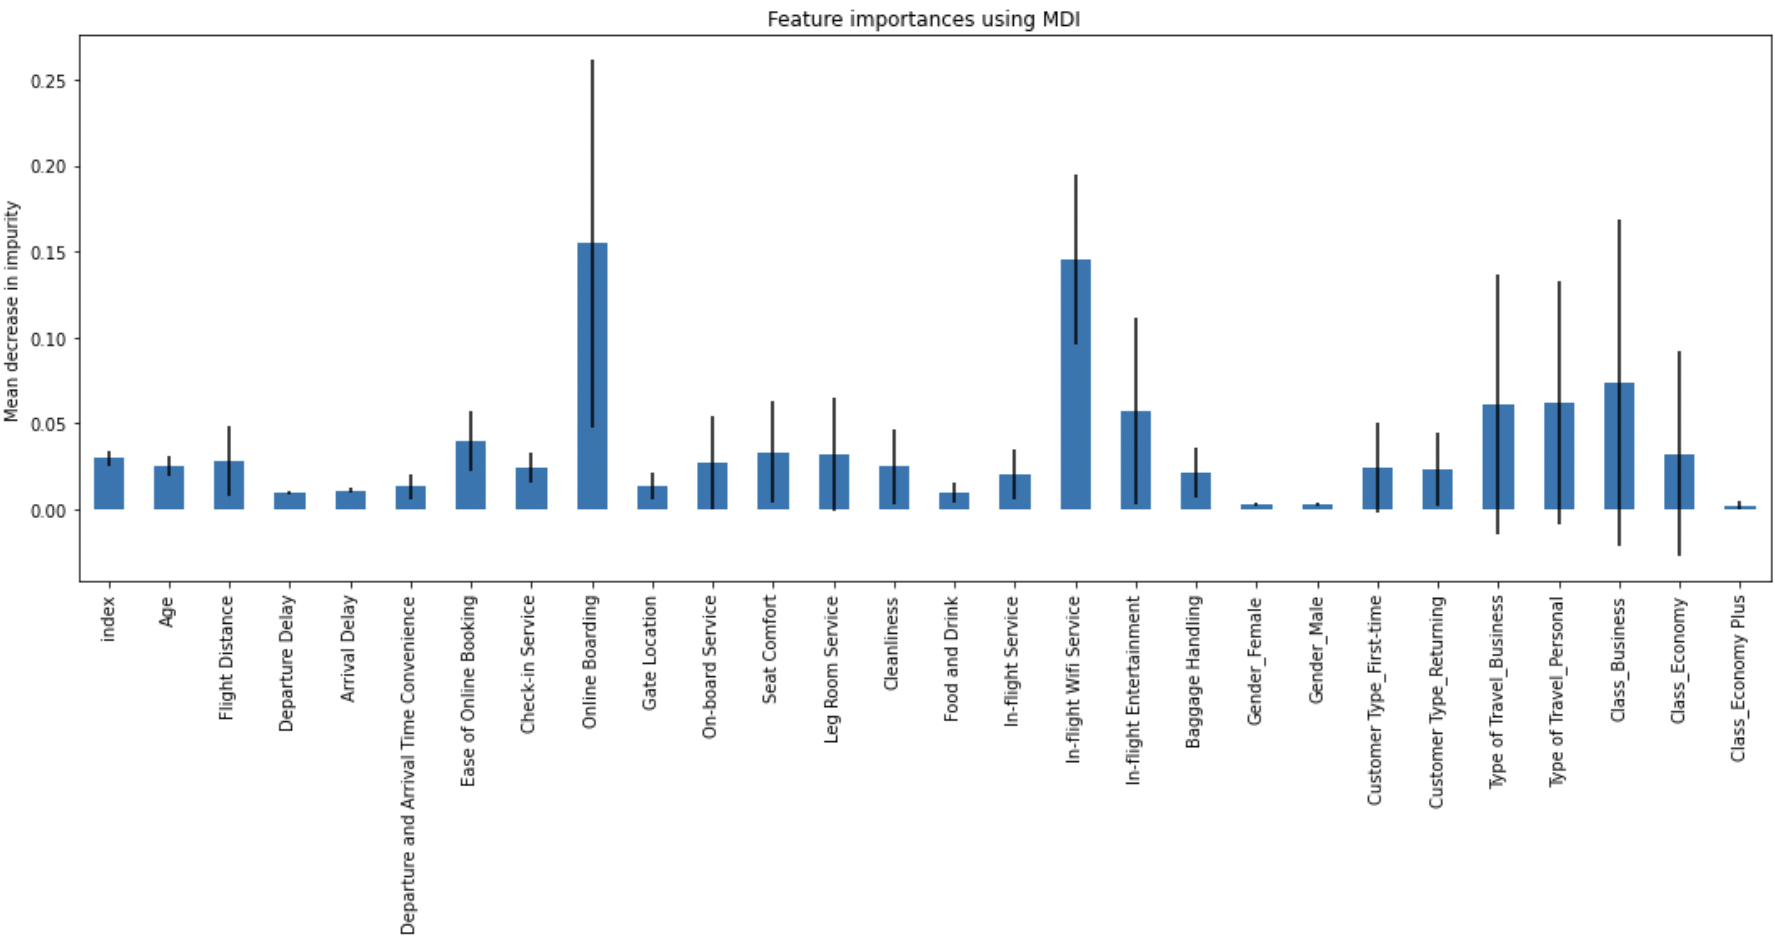 Feature importances using MDI
Mean decrease in impurity
0.25
0.20
0.15
0.10
0.05
0.00
index
Age
Flight Distance
Departure Delay
Arrival Delay
Departure and Arrival Time Convenience
Ease of Online Booking
Check-in Service
Online Boarding
Gate Location
On-board Service
Seat Comfort
Leg Room Service
Cleanliness
Food and Drink
In-flight Service
In-flight Wifi Service
In-flight Entertainment
Baggage Handling
Gender_Female
Gender_Male
Customer Type_First-time
Customer Type_Returning
Type of Travel_Business
Type of Travel_Personal
Class_Business
Class_Economy
Class_Economy Plus